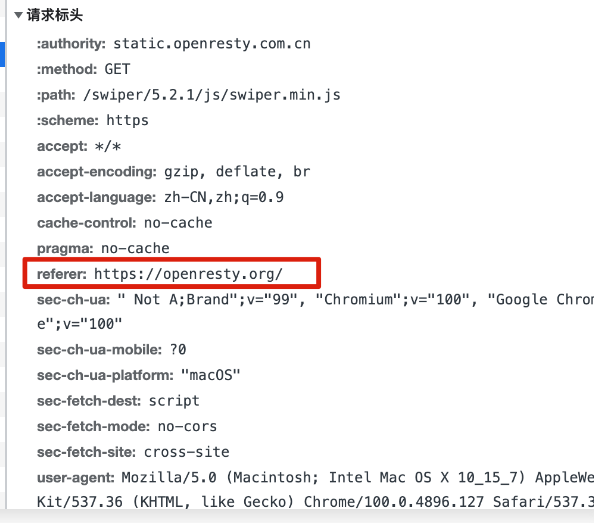 请求标头
:authority: static.openresty.com.cn
:method: GET
:path: /swiper/5.2.1/js/swiper.min.js
:scheme: https
accept: */*
accept-encoding: gzip, deflate, br
accept-language: zh-CN,zh;q=0.9
cache-control: no-cache
pragma: no-cache
referer: https://openresty.org/
sec-ch-ua: " Not A;Brand";v="99", "Chromium";v="100", "Google Chrom
e";v="100"
sec-ch-ua-mobile: ?0
sec-ch-ua-platform: "macOS"
sec-fetch-dest: script
sec-fetch-mode: no-cors
sec-fetch-site: cross-site
user-agent: Mozilla/5.0 (Macintosh; Intel Mac OS X 10_15_7) AppleWe
Kit/537.36 (KHTML, like Gecko) Chrome/100.0.4896.127 Safari/537.3